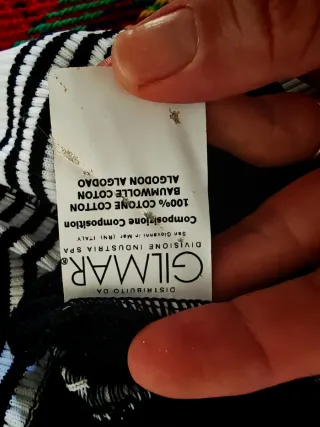 DISTRIBUITO DA
GILMAR®
DIVISIONE INDUSTRIA SPA
San Giovanni in Mar (RN) ITALY
Composizione Composition
100% COTONE COTTON
BAUMWOLLE COTON
ALGODON ALGODAO